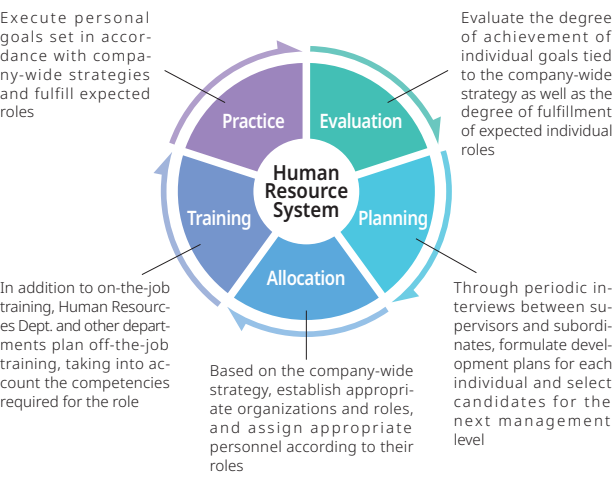 Execute personal
goals set in accor-
dance with compa-
ny-wide strategies
and fulfill expected
roles
Evaluate the degree
of achievement of
individual goals tied
to the company-wide
strategy as well as the
degree of fulfillment
of expected individual
roles
Practice
Evaluation
Human
Resource
System
Training
Planning
Allocation
In addition to on-the-job
training, Human Resourc-
es Dept. and other depart-
ments plan off-the-job
training, taking into ac-
count the competencies
required for the role
Based on the company-wide
strategy, establish appropri-
ate organizations and roles,
and assign appropriate
personnel according to their
roles
Through periodic in-
terviews between su-
pervisors and subordi-
nates, formulate devel-
opment plans for each
individual and select
candidates for the
next management
level